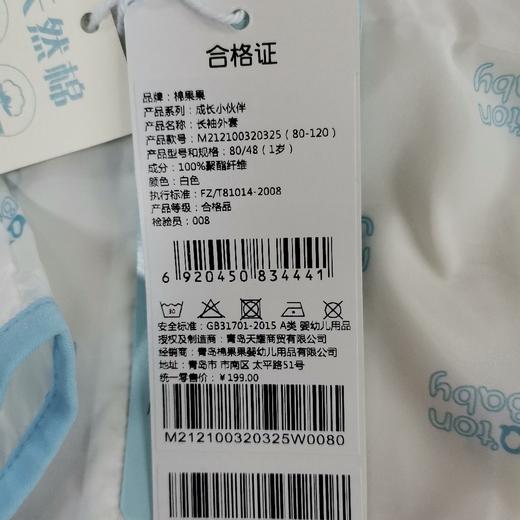 天然棉
合格证
品牌：棉果果
产品系列：成长小伙伴
产品名称：长袖外套
产品款号：M212100320325（80-120）
产品型号和规格：80/48（1岁）
成分：100%聚酯纤维
颜色：白色
执行标准：FZ/T81014-2008
产品等级：合格品
检验员：008
6 920450 834441
安全标准：GB31701-2015 A类 婴幼儿用品
授权及制造商：青岛天耀商贸有限公司
经销商：青岛棉果果婴幼儿用品有限公司
地址：青岛市 市南区 太平路51号
统一零售价：¥199.00
M212100320325W0080
tton
Baby
tton
Baby